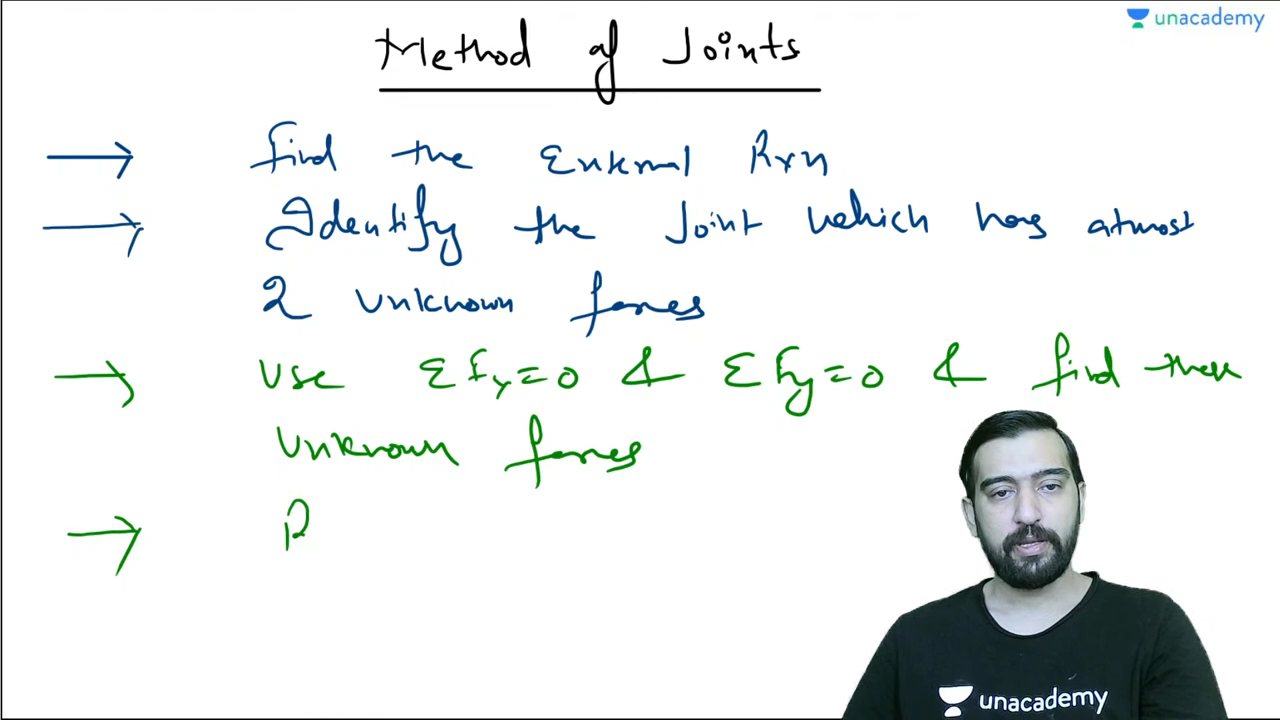 unacademy
Method of Joints
→ Find the External Rxn
→ Identify the Joint which has atmost
2 unknown forces
→ Use ΣFx=0 & ΣFy=0 & find these
unknown forces
→ R
unacademy